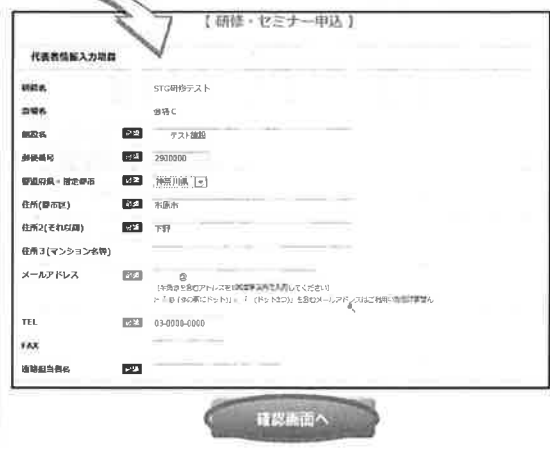 【 研修・セミナー申込 】
代表者情報入力項目
研修名 STG研修テスト
会場名 会場C
施設名 必須 テスト施設
郵便番号 必須 2900000
都道府県・指定都市 必須 神奈川県
住所(都市区) 必須 市原市
住所2(それ以降) 必須 下野
住所3(マンション名等)
メールアドレス 必須 @
TEL 必須 03-0000-0000
FAX
連絡担当者名 必須
確認画面へ